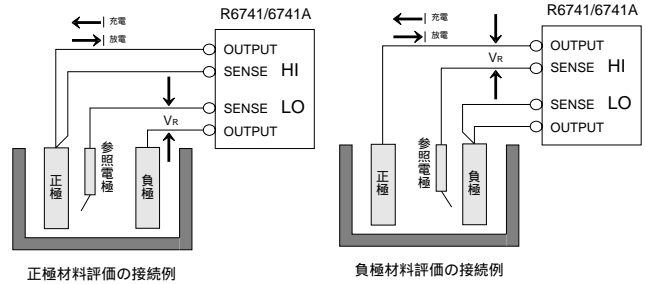 R6741/6741A
充電
放電
OUTPUT
SENSE HI
SENSE LO
OUTPUT
VR
正極
参照電極
負極
正極材料評価の接続例
R6741/6741A
充電
放電
OUTPUT
SENSE HI
SENSE LO
OUTPUT
VR
正極
参照電極
負極
負極材料評価の接続例